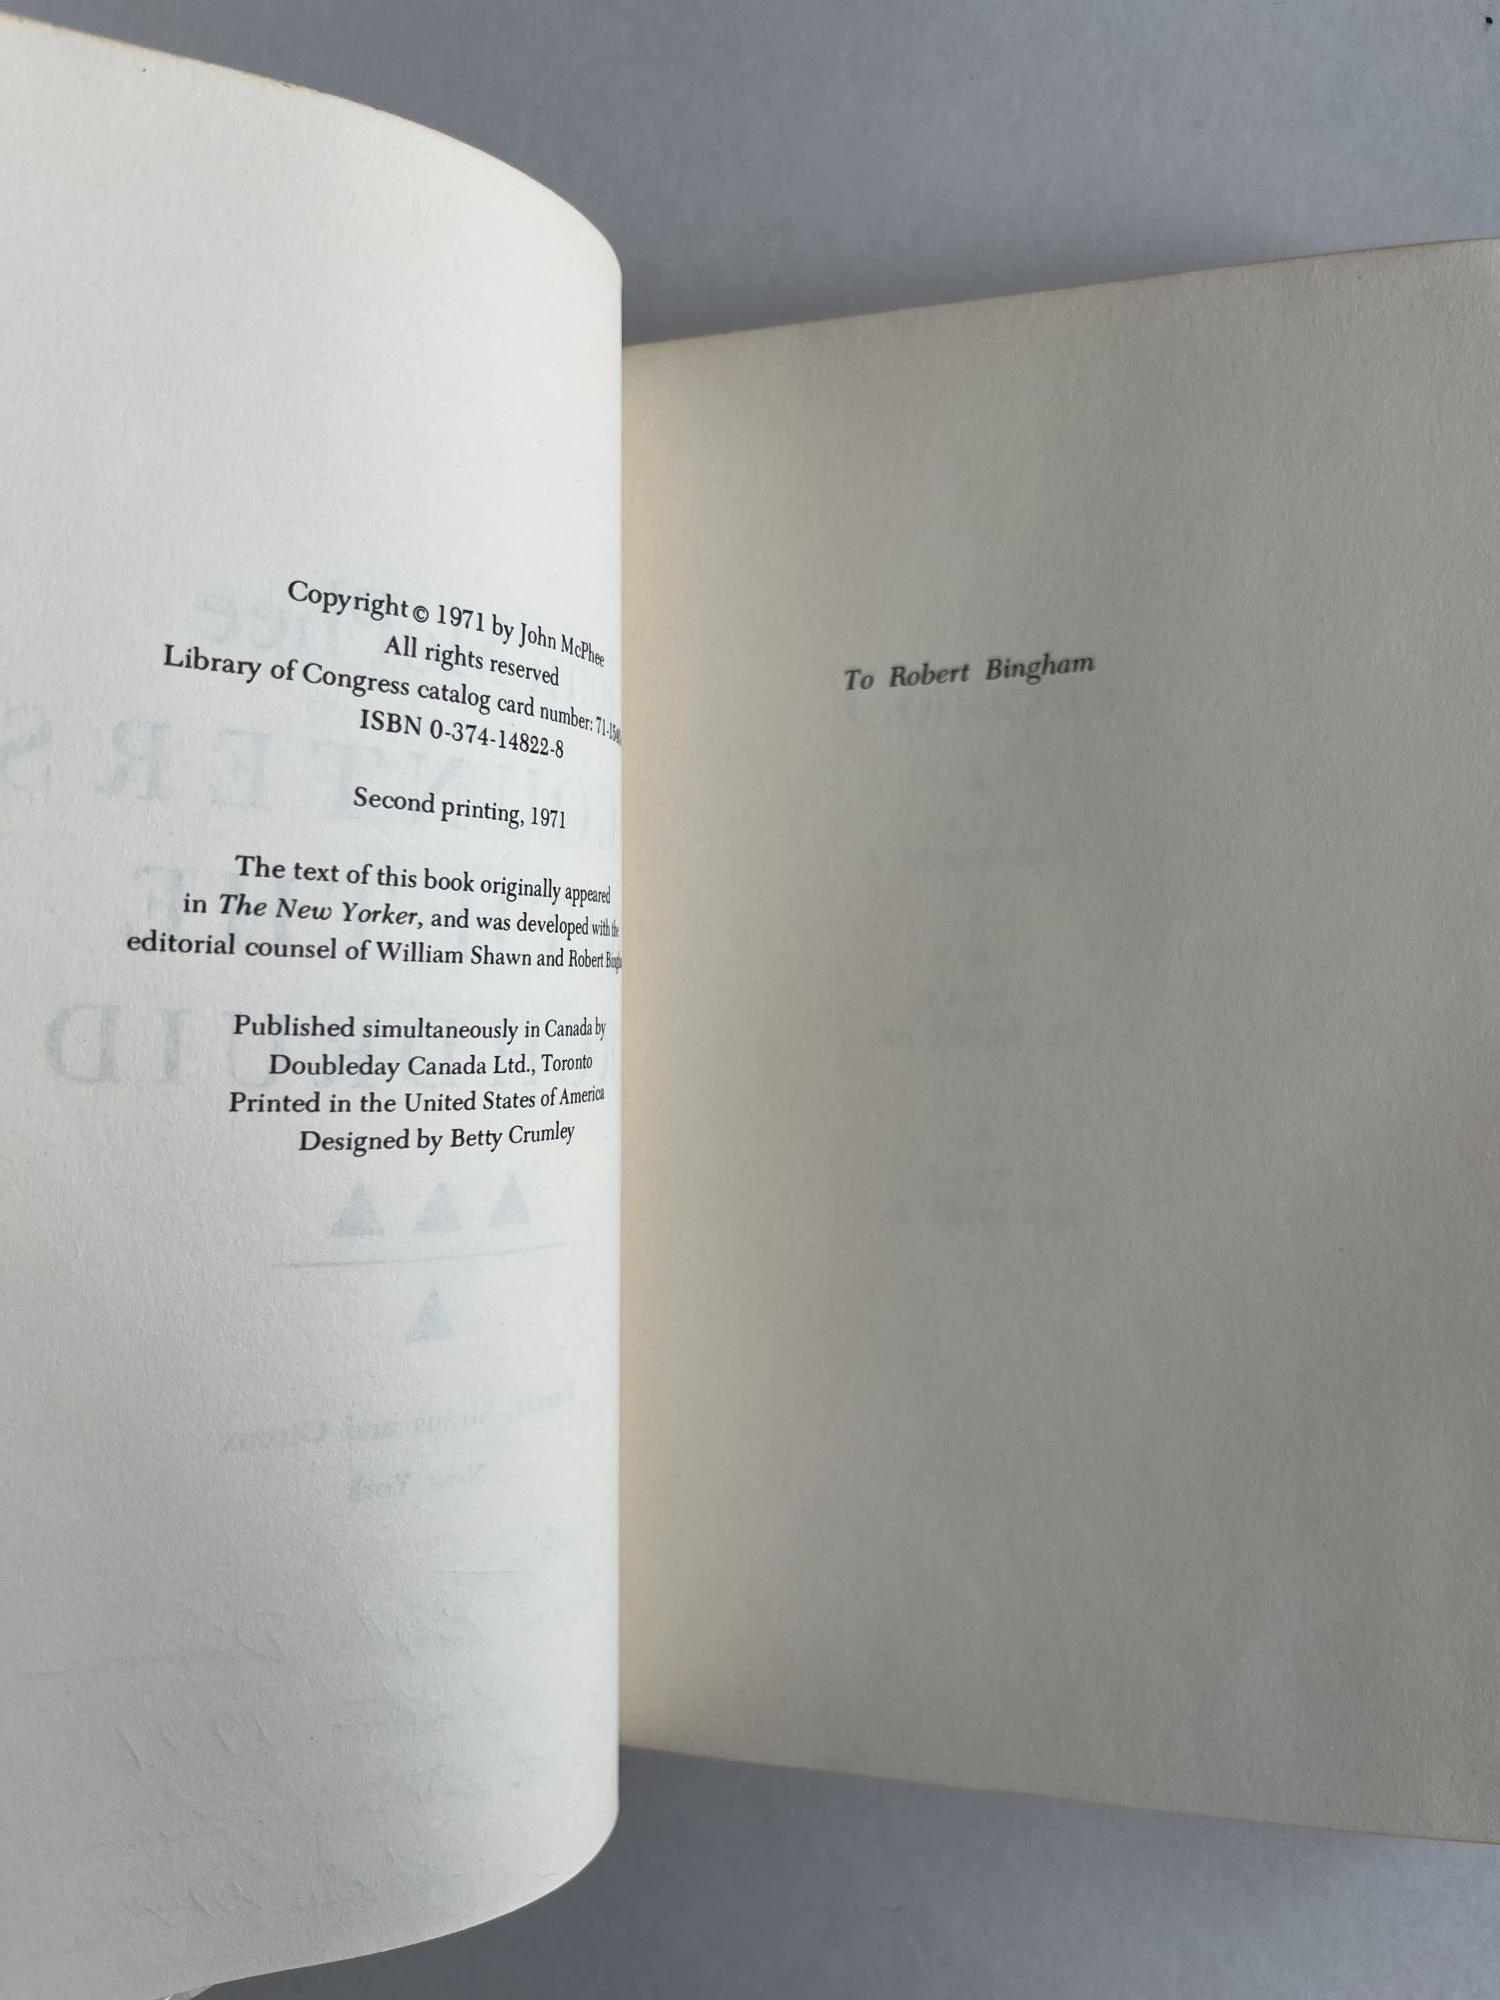 Copyright © 1971 by John McPhee
All rights reserved
Library of Congress catalog card number: 71-
ISBN 0-374-14822-8
Second printing, 1971
The text of this book originally appeared
in The New Yorker, and was developed with the
editorial counsel of William Shawn and Robert
Published simultaneously in Canada by
Doubleday Canada Ltd., Toronto
Printed in the United States of America
Designed by Betty Crumley
To Robert Bingham